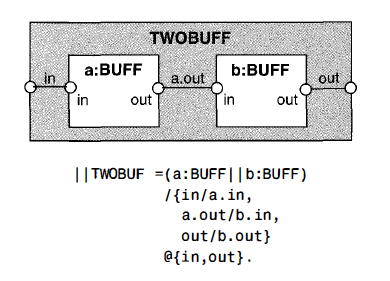 TWOBUFF
a:BUFF
b:BUFF
in
a.out
out
in
out
in
out
||TWOBUF =(a:BUFF||b:BUFF)
/{in/a.in,
a.out/b.in,
out/b.out}
@{in,out}.